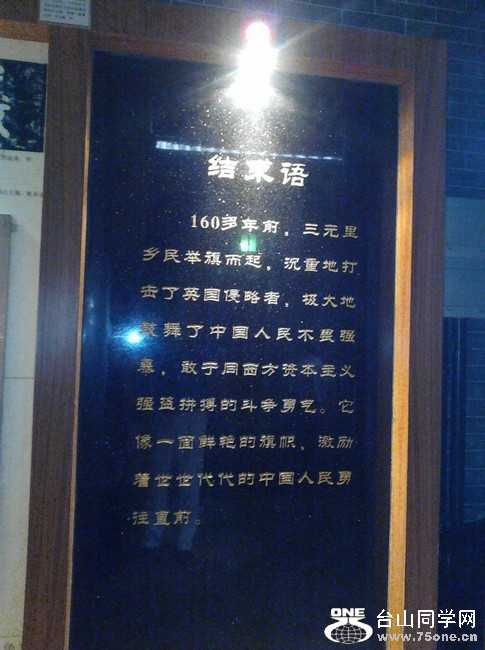 结束语
160多年前，三元里
乡民举旗而起，沉重地打
击了英国侵略者，极大地
鼓舞了中国人民不畏强
暴，敢于同西方资本主义
强盗拼搏的斗争勇气。它
像一面鲜艳的旗帜，激励
着世世代代的中国人民勇
往直前。
ONE
台山同学网
www.75one.cn